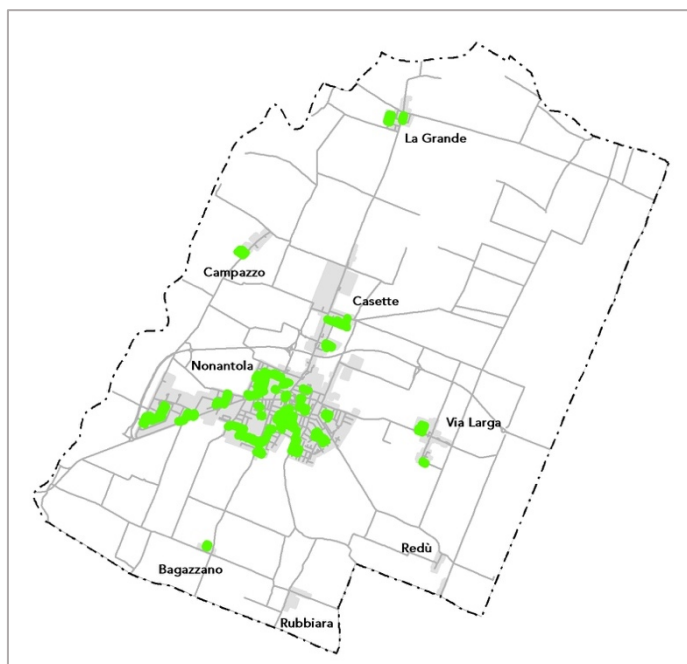 La Grande
Campazzo
Casette
Nonantola
Via Larga
Redù
Bagazzano
Rubbiara